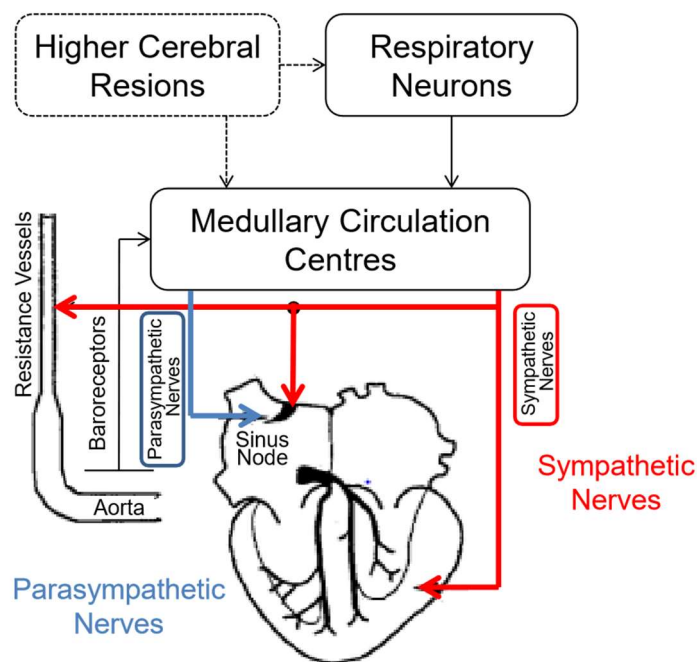 Higher Cerebral
Resions
Respiratory
Neurons
Medullary Circulation
Centres
Resistance Vessels
Baroreceptors
Parasympathetic
Nerves
Sympathetic
Nerves
Sinus
Node
Aorta
Sympathetic
Nerves
Parasympathetic
Nerves